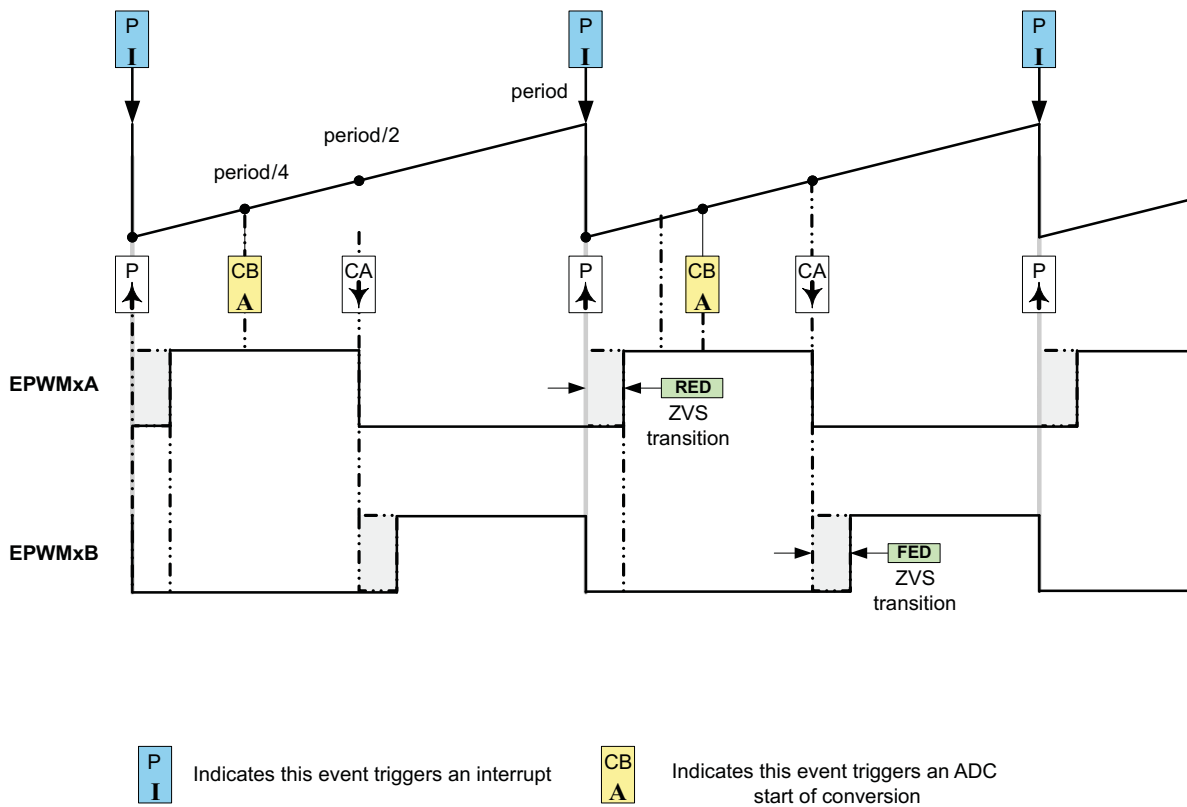 P
I
P
I
P
I
period
period/2
period/4
P
CB
A
CA
P
CB
A
CA
P
EPWMxA
RED
ZVS
transition
EPWMxB
FED
ZVS
transition
P
I
Indicates this event triggers an interrupt
CB
A
Indicates this event triggers an ADC
start of conversion